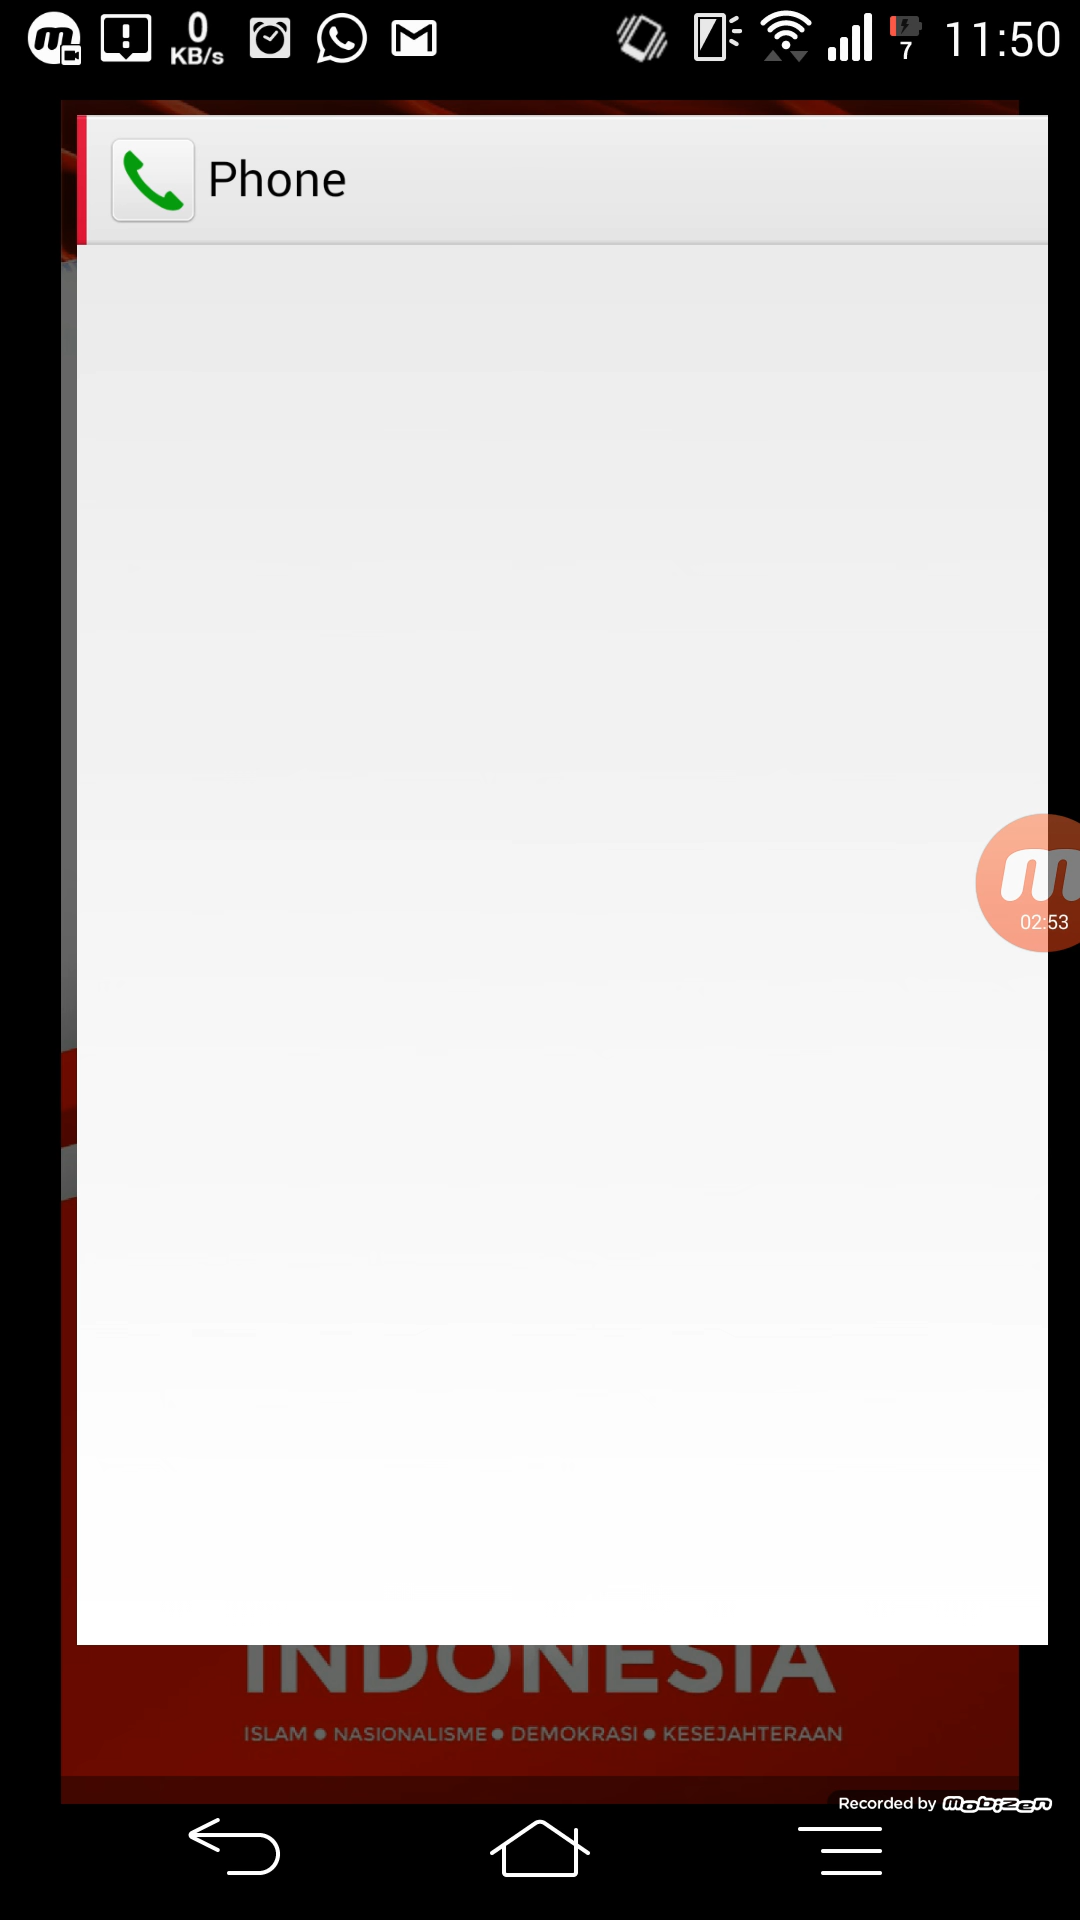 0 KB/s 7 11:50
Phone
m
02:53
INDONESIA
ISLAM ● NASIONALISME ● DEMOKRASI ● KESEJAHTERAAN
Recorded by mobizen